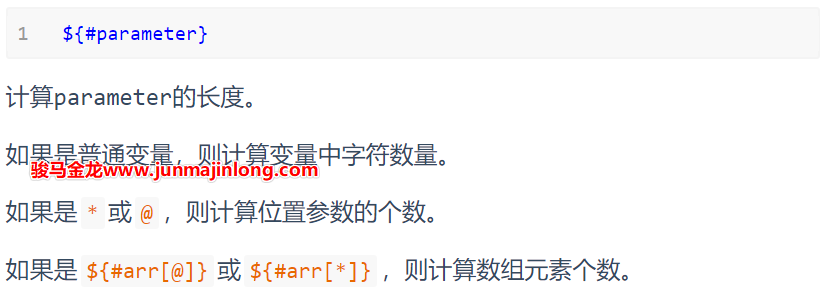 1 ${#parameter}
计算parameter的长度。
如果是普通变量，则计算变量中字符数量。
骏马金龙www.junmajinlong.com
如果是 * 或 @ ，则计算位置参数的个数。
如果是 ${#arr[@]} 或 ${#arr[*]} ，则计算数组元素个数。